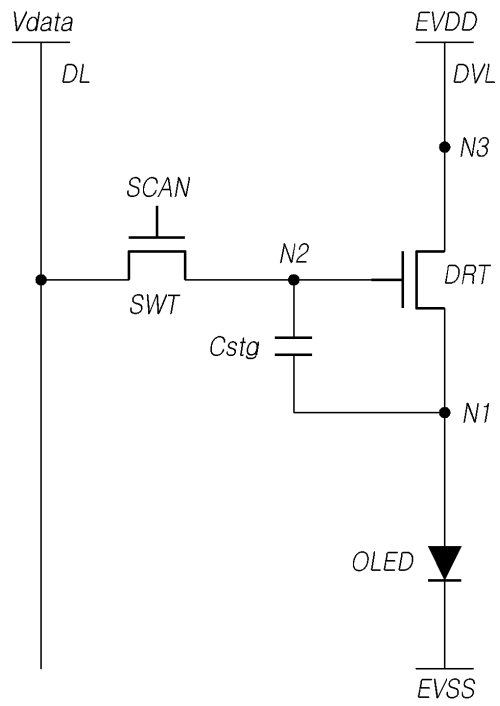 Vdata
EVDD
DL
DVL
N3
SCAN
N2
SWT
DRT
Cstg
N1
OLED
EVSS